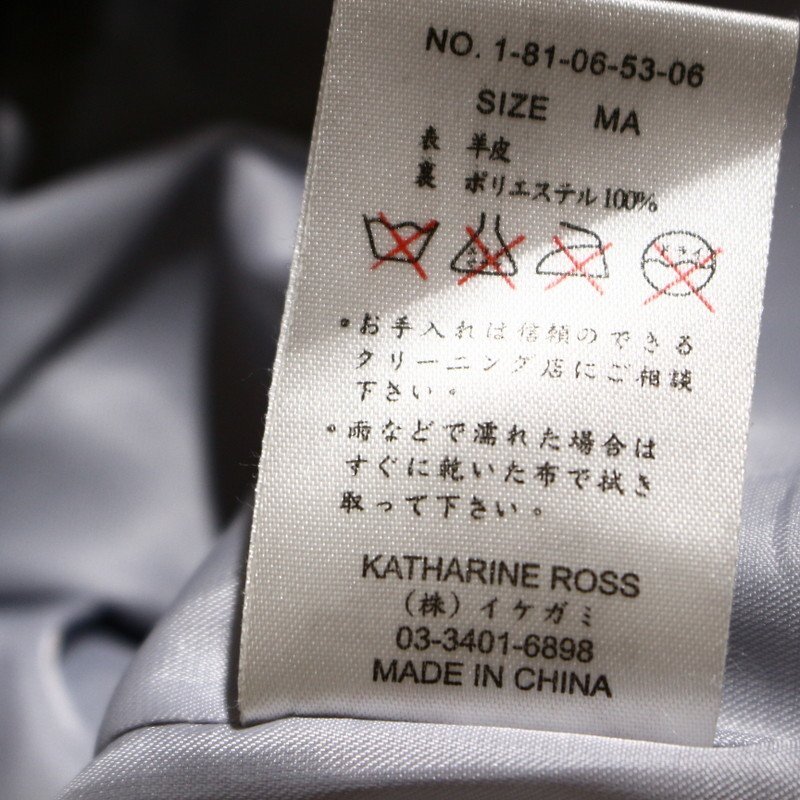 NO. 1-81-06-53-06
SIZE MA
表 羊皮
裏 ポリエステル100%
ドライ
•お手入れは信頼のできる
クリーニング店にご相談
下さい。
•雨などで濡れた場合は
すぐに乾いた布で拭き
取って下さい。
KATHARINE ROSS
(株)イケガミ
03-3401-6898
MADE IN CHINA